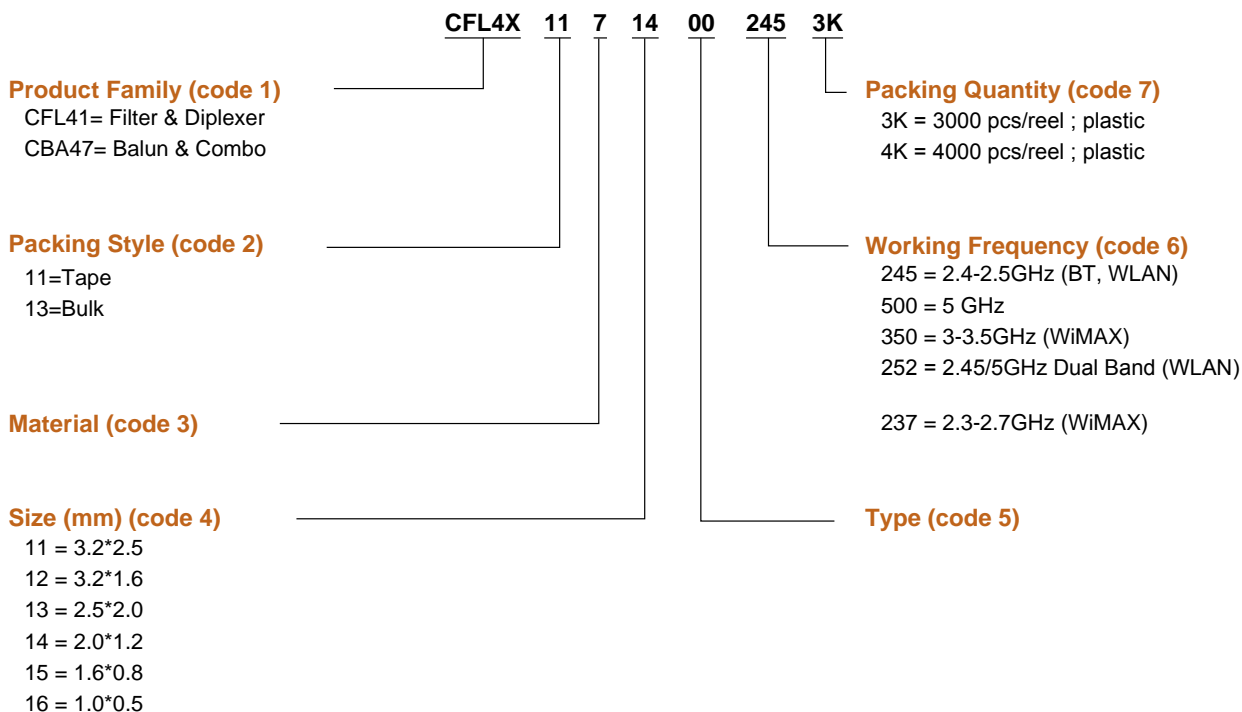 CFL4X 11 7 14 00 245 3K
Product Family (code 1)
CFL41= Filter & Diplexer
CBA47= Balun & Combo
Packing Style (code 2)
11=Tape
13=Bulk
Material (code 3)
Size (mm) (code 4)
11 = 3.2*2.5
12 = 3.2*1.6
13 = 2.5*2.0
14 = 2.0*1.2
15 = 1.6*0.8
16 = 1.0*0.5
Packing Quantity (code 7)
3K = 3000 pcs/reel ; plastic
4K = 4000 pcs/reel ; plastic
Working Frequency (code 6)
245 = 2.4-2.5GHz (BT, WLAN)
500 = 5 GHz
350 = 3-3.5GHz (WiMAX)
252 = 2.45/5GHz Dual Band (WLAN)
237 = 2.3-2.7GHz (WiMAX)
Type (code 5)